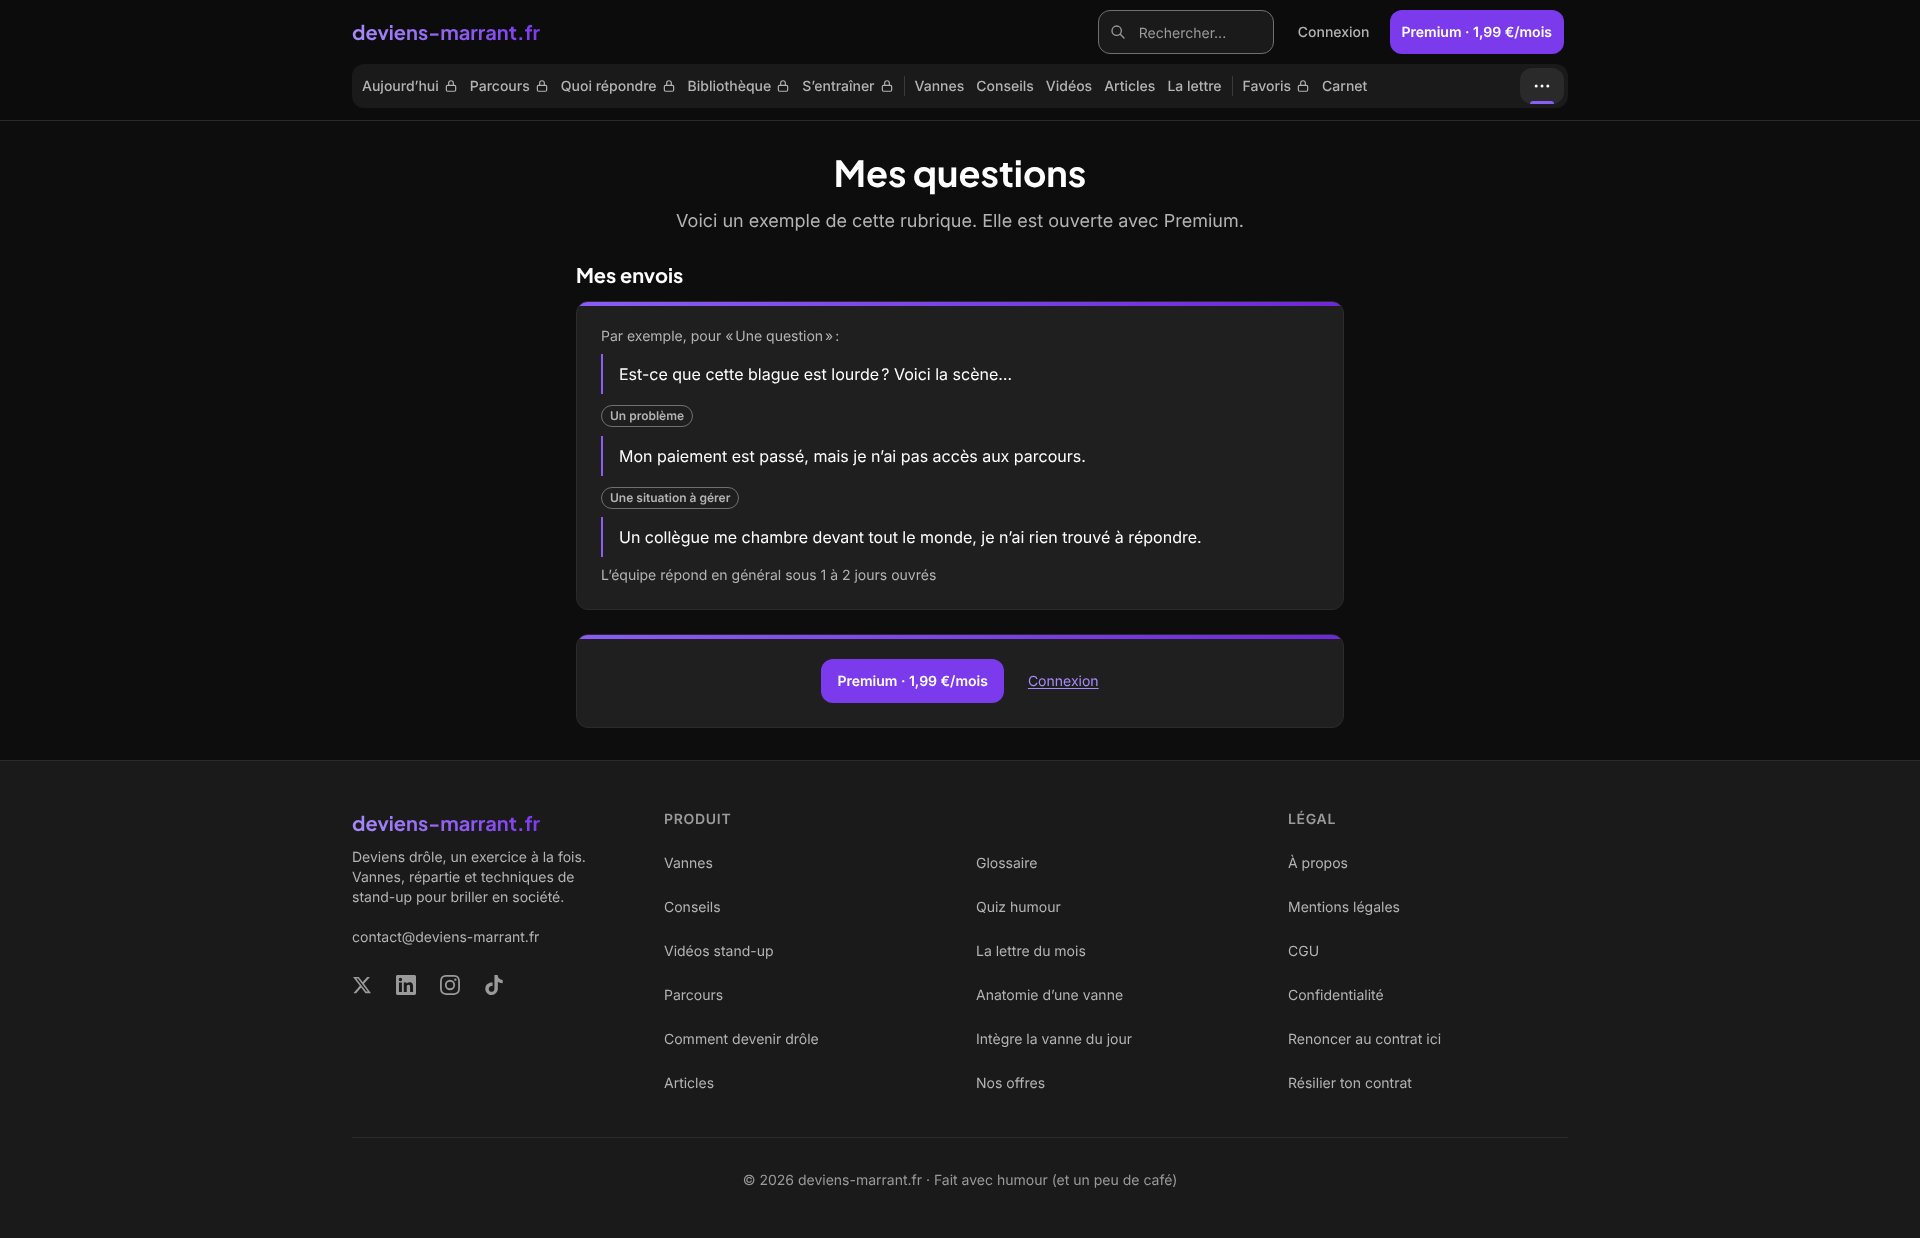 deviens-marrant.fr
Rechercher...
Connexion
Premium · 1,99 €/mois
Aujourd’hui
Parcours
Quoi répondre
Bibliothèque
S’entraîner
Vannes
Conseils
Vidéos
Articles
La lettre
Favoris
Carnet
Mes questions
Voici un exemple de cette rubrique. Elle est ouverte avec Premium.
Mes envois
Par exemple, pour « Une question » :
Est-ce que cette blague est lourde ? Voici la scène...
Un problème
Mon paiement est passé, mais je n’ai pas accès aux parcours.
Une situation à gérer
Un collègue me chambre devant tout le monde, je n’ai rien trouvé à répondre.
L’équipe répond en général sous 1 à 2 jours ouvrés
Premium · 1,99 €/mois
Connexion
deviens-marrant.fr
Deviens drôle, un exercice à la fois.
Vannes, répartie et techniques de
stand-up pour briller en société.
contact@deviens-marrant.fr
PRODUIT
Vannes
Conseils
Vidéos stand-up
Parcours
Comment devenir drôle
Articles
Glossaire
Quiz humour
La lettre du mois
Anatomie d’une vanne
Intègre la vanne du jour
Nos offres
LÉGAL
À propos
Mentions légales
CGU
Confidentialité
Renoncer au contrat ici
Résilier ton contrat
© 2026 deviens-marrant.fr · Fait avec humour (et un peu de café)